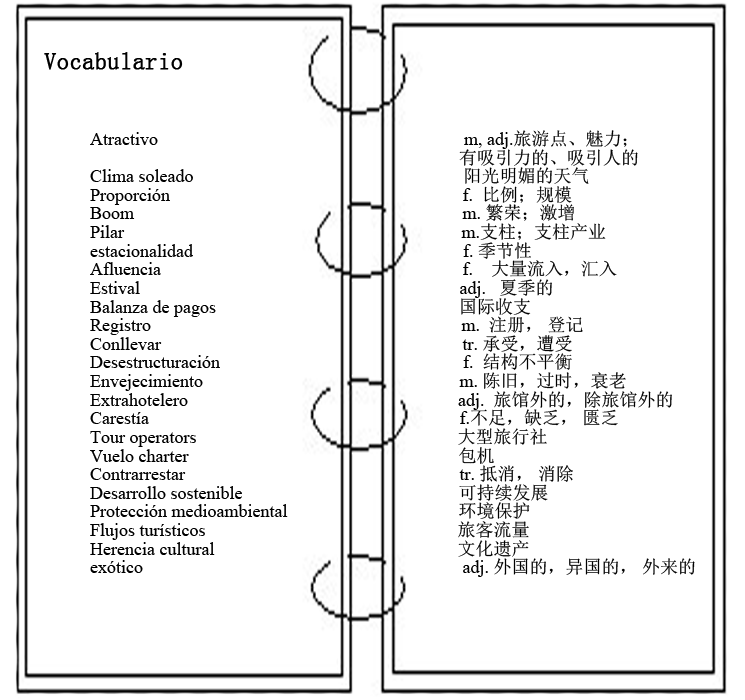 Vocabulario
Atractivo m, adj.旅游点、魅力；
有吸引力的、吸引人的
Clima soleado 阳光明媚的天气
Proporción f. 比例；规模
Boom m. 繁荣；激增
Pilar m.支柱；支柱产业
estacionalidad f. 季节性
Afluencia f. 大量流入，汇入
Estival adj. 夏季的
Balanza de pagos 国际收支
Registro m. 注册， 登记
Conllevar tr. 承受，遭受
Desestructuración f. 结构不平衡
Envejecimiento m. 陈旧，过时，衰老
Extrahotelero adj. 旅馆外的，除旅馆外的
Carestía f.不足，缺乏， 匮乏
Tour operators 大型旅行社
Vuelo charter 包机
Contrarrestar tr. 抵消， 消除
Desarrollo sostenible 可持续发展
Protección medioambiental 环境保护
Flujos turísticos 旅客流量
Herencia cultural 文化遗产
exótico adj. 外国的，异国的， 外来的